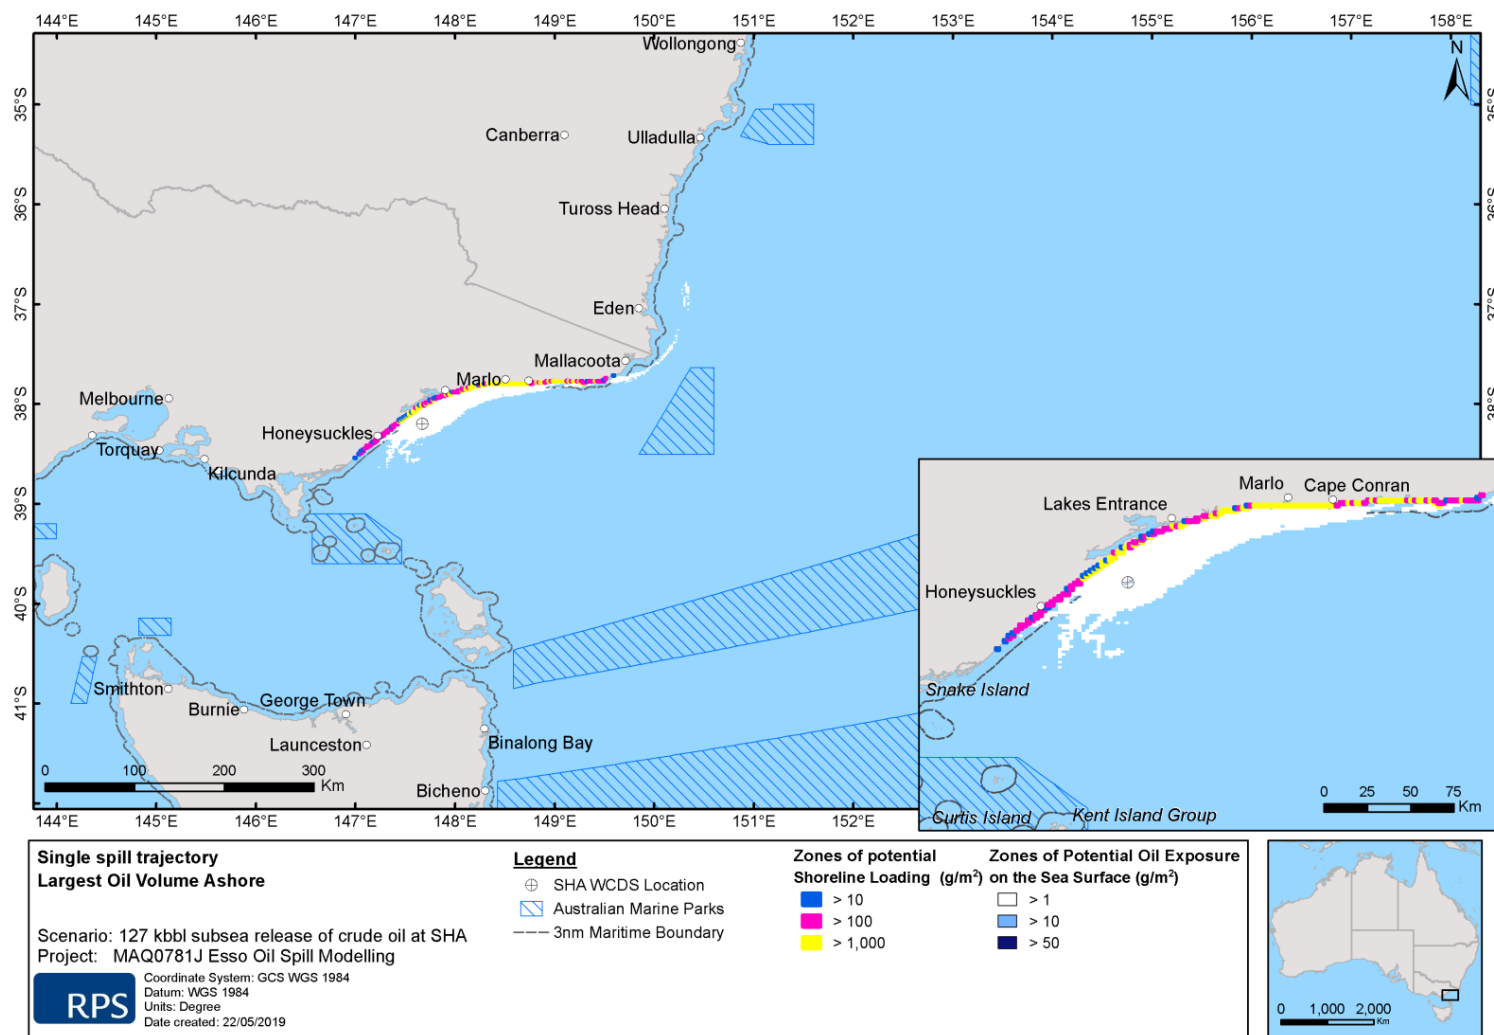 144°E 145°E 146°E 147°E 148°E 149°E 150°E 151°E 152°E 153°E 154°E 155°E 156°E 157°E 158°E
Wollongong
N
35°S 35°S
Canberra
Ulladulla
36°S 36°S
Tuross Head
37°S 37°S
Eden
Mallacoota
Marlo
38°S 38°S
Melbourne
Honeysuckles
Torquay
Kilcunda
39°S
40°S
41°S
Smithton
Burnie
George Town
Launceston
Binalong Bay
Bicheno
0 100 200 300
Km
Marlo
Cape Conran
Lakes Entrance
Honeysuckles
Snake Island
Curtis Island
Kent Island Group
0 25 50 75
Km
144°E 145°E 146°E 147°E 148°E 149°E 150°E 151°E 152°E
Single spill trajectory
Largest Oil Volume Ashore
Scenario: 127 kbbl subsea release of crude oil at SHA
Project: MAQ0781J Esso Oil Spill Modelling
RPS
Coordinate System: GCS WGS 1984
Datum: WGS 1984
Units: Degree
Date created: 22/05/2019
Legend
SHA WCDS Location
Australian Marine Parks
3nm Maritime Boundary
Zones of potential
Shoreline Loading (g/m²)
> 10
> 100
> 1,000
Zones of Potential Oil Exposure
on the Sea Surface (g/m²)
> 1
> 10
> 50
0 1,000 2,000
Km